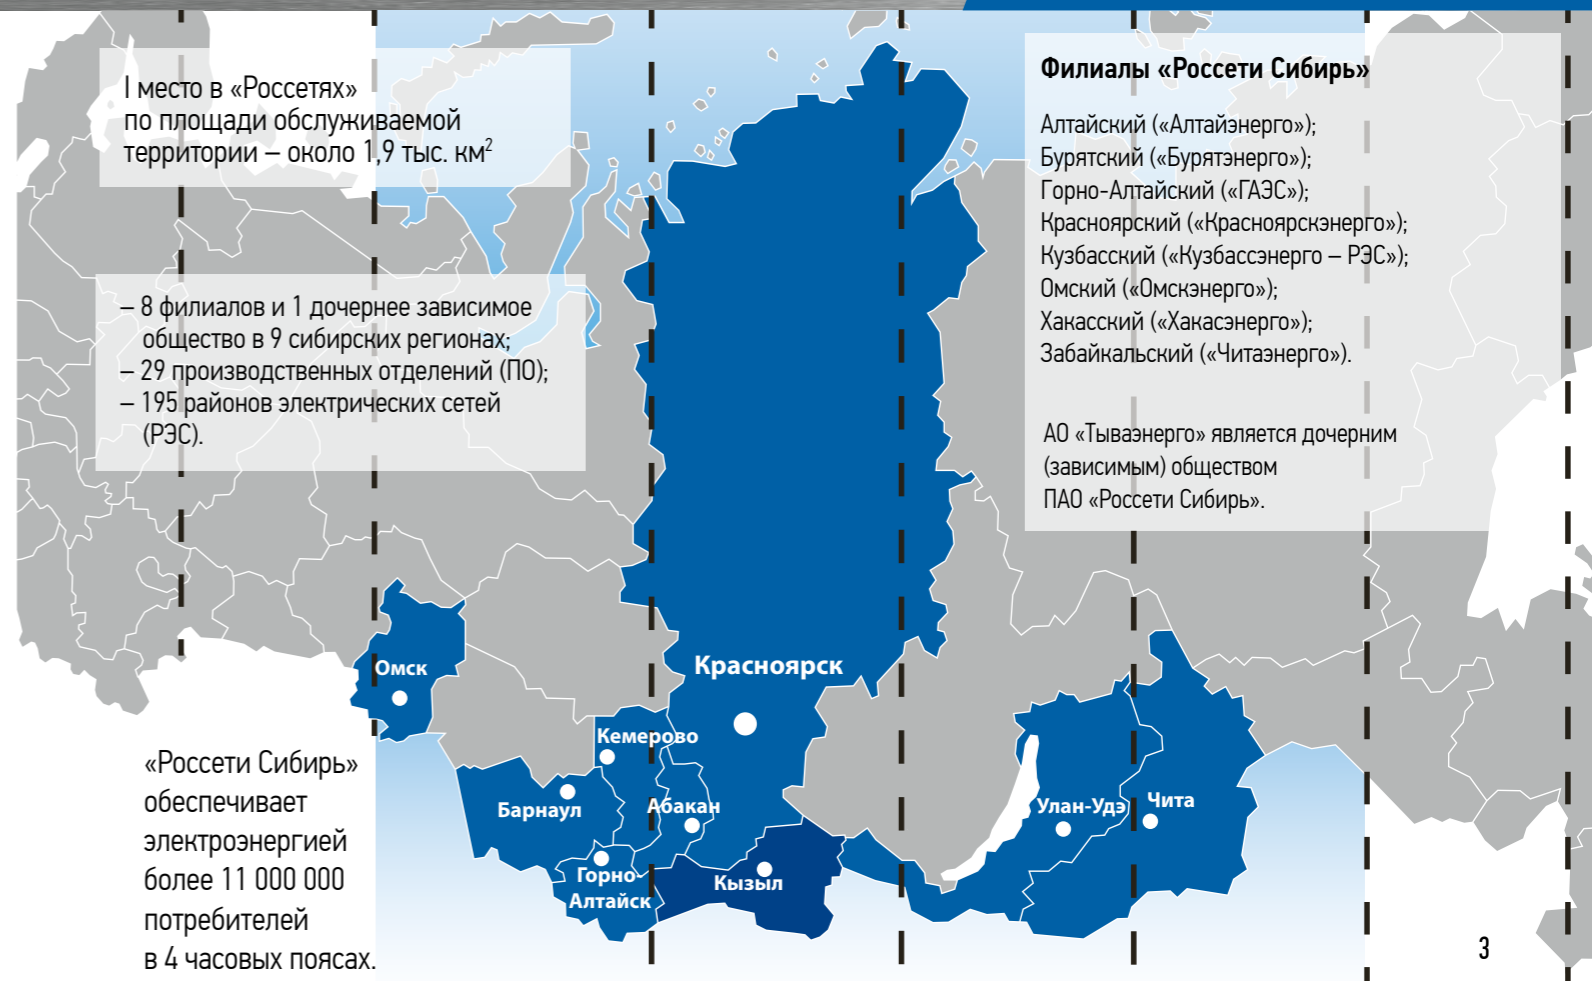 I место в «Россетях»
по площади обслуживаемой
территории – около 1,9 тыс. км²
– 8 филиалов и 1 дочернее зависимое
общество в 9 сибирских регионах;
– 29 производственных отделений (ПО);
– 195 районов электрических сетей
(РЭС).
«Россети Сибирь»
обеспечивает
электроэнергией
более 11 000 000
потребителей
в 4 часовых поясах.
Филиалы «Россети Сибирь»
Алтайский («Алтайэнерго»);
Бурятский («Бурятэнерго»);
Горно-Алтайский («ГАЭС»);
Красноярский («Красноярскэнерго»);
Кузбасский («Кузбассэнерго – РЭС»);
Омский («Омскэнерго»);
Хакасский («Хакасэнерго»);
Забайкальский («Читаэнерго»).
АО «Тываэнерго» является дочерним
(зависимым) обществом
ПАО «Россети Сибирь».
Омск
Красноярск
Кемерово
Барнаул
Абакан
Улан-Удэ
Чита
Горно-
Алтайск
Кызыл
3